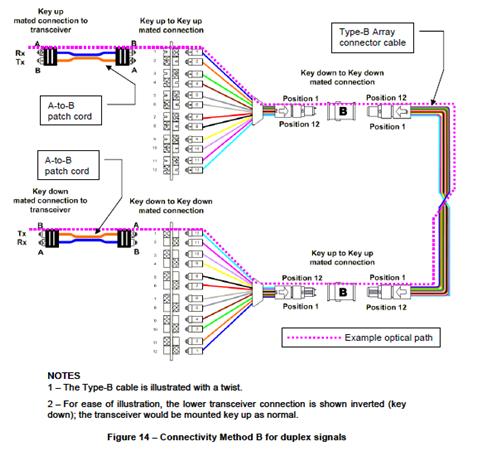 Key up
mated connection to
transceiver
Key up to Key up
mated connection
Type-B Array
connector cable
B
A
Rx
Tx
A
B
A-to-B
patch cord
Key down to Key down
mated connection
Position 1
Position 1
B
Position 12
Position 12
A-to-B
patch cord
Key down
mated connection to
transceiver
Key down to Key down
mated connection
B
A
Tx
Rx
A
B
Key up to Key up
mated connection
Position 12
Position 1
B
Position 1
Position 12
Example optical path
NOTES
1 – The Type-B cable is illustrated with a twist.
2 – For ease of illustration, the lower transceiver connection is shown inverted (key
down); the transceiver would be mounted key up as normal.
Figure 14 – Connectivity Method B for duplex signals